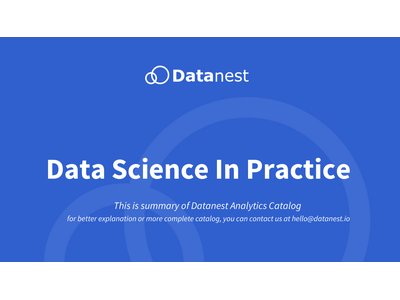 Datanest
Data Science In Practice
This is summary of Datanest Analytics Catalog
for better explanation or more complete catalog, you can contact us at hello@datanest.io